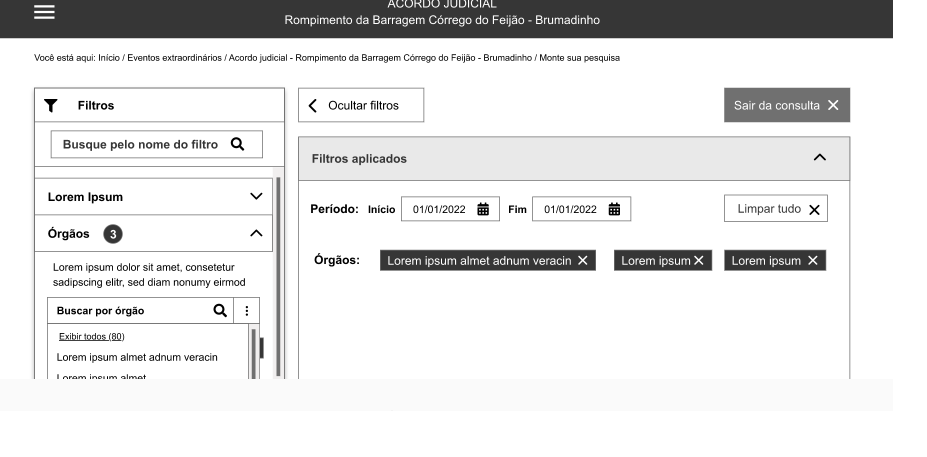 ACORDO JUDICIAL
Rompimento da Barragem Córrego do Feijão - Brumadinho
Você está aqui: Início / Eventos extraordinários / Acordo judicial - Rompimento da Barragem Córrego do Feijão - Brumadinho / Monte sua pesquisa
Filtros
Ocultar filtros
Sair da consulta
Busque pelo nome do filtro
Filtros aplicados
Lorem Ipsum
Período: Início 01/01/2022 Fim 01/01/2022
Limpar tudo
Órgãos 3
Órgãos: Lorem ipsum almet adnum veracin Lorem ipsum Lorem ipsum
Lorem ipsum dolor sit amet, consetetur
sadipscing elitr, sed diam nonumy eirmod
Buscar por órgão
Exibir todos (80)
Lorem ipsum almet adnum veracin
Lorem ipsum almet